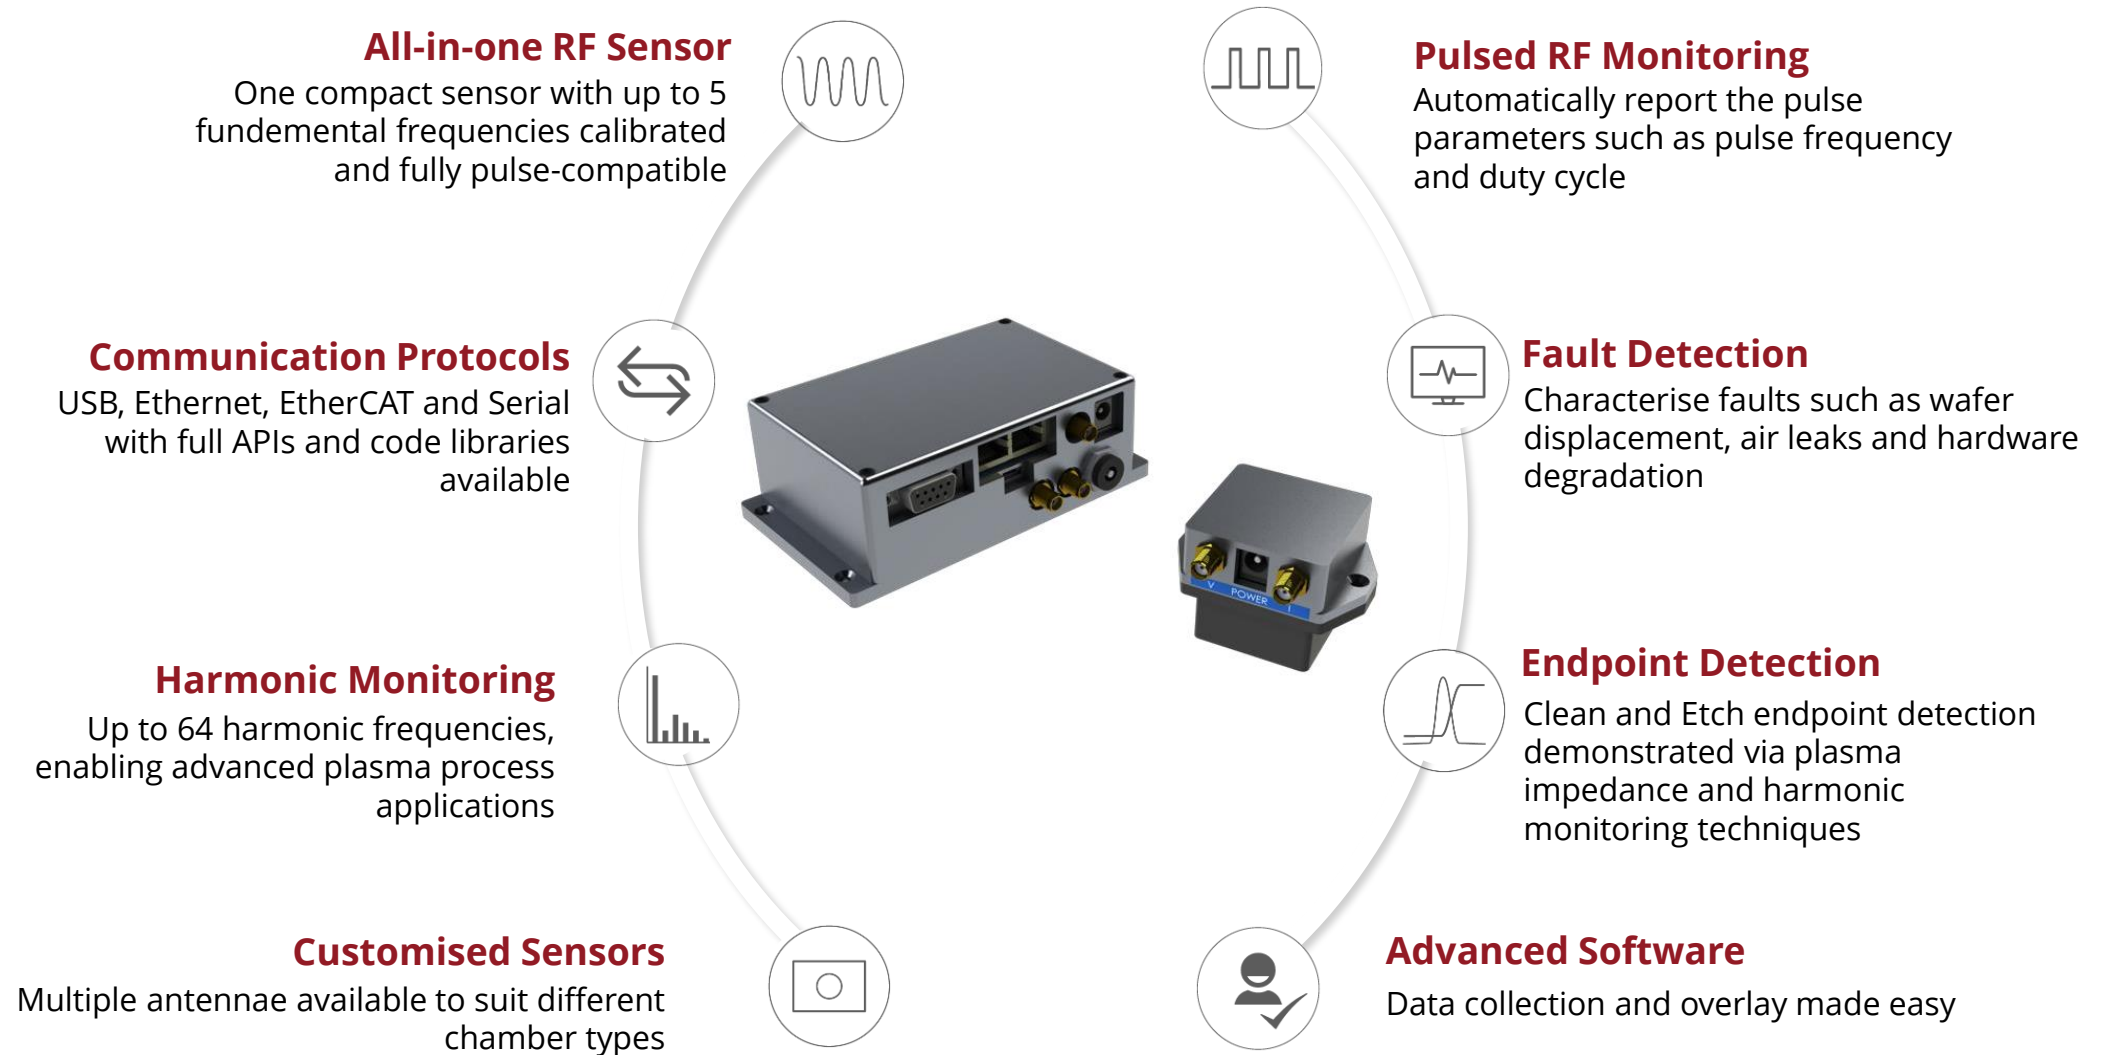 All-in-one RF Sensor
One compact sensor with up to 5
fundemental frequencies calibrated
and fully pulse-compatible
Communication Protocols
USB, Ethernet, EtherCAT and Serial
with full APIs and code libraries
available
Harmonic Monitoring
Up to 64 harmonic frequencies,
enabling advanced plasma process
applications
Customised Sensors
Multiple antennae available to suit different
chamber types
V POWER I
Pulsed RF Monitoring
Automatically report the pulse
parameters such as pulse frequency
and duty cycle
Fault Detection
Characterise faults such as wafer
displacement, air leaks and hardware
degradation
Endpoint Detection
Clean and Etch endpoint detection
demonstrated via plasma
impedance and harmonic
monitoring techniques
Advanced Software
Data collection and overlay made easy